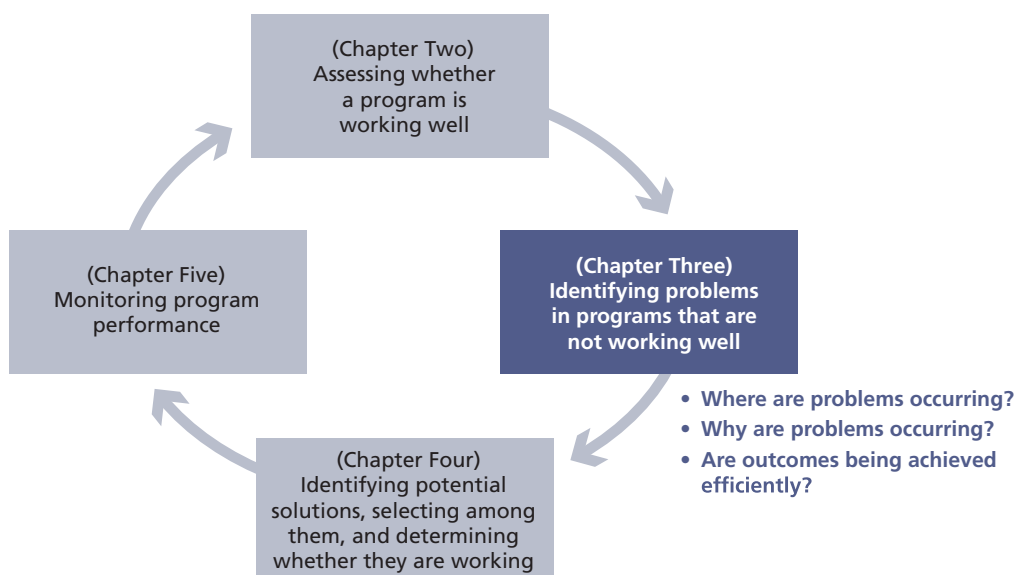 (Chapter Two)
Assessing whether
a program is
working well
(Chapter Five)
Monitoring program
performance
(Chapter Three)
Identifying problems
in programs that are
not working well
• Where are problems occurring?
• Why are problems occurring?
• Are outcomes being achieved
efficiently?
(Chapter Four)
Identifying potential
solutions, selecting among
them, and determining
whether they are working